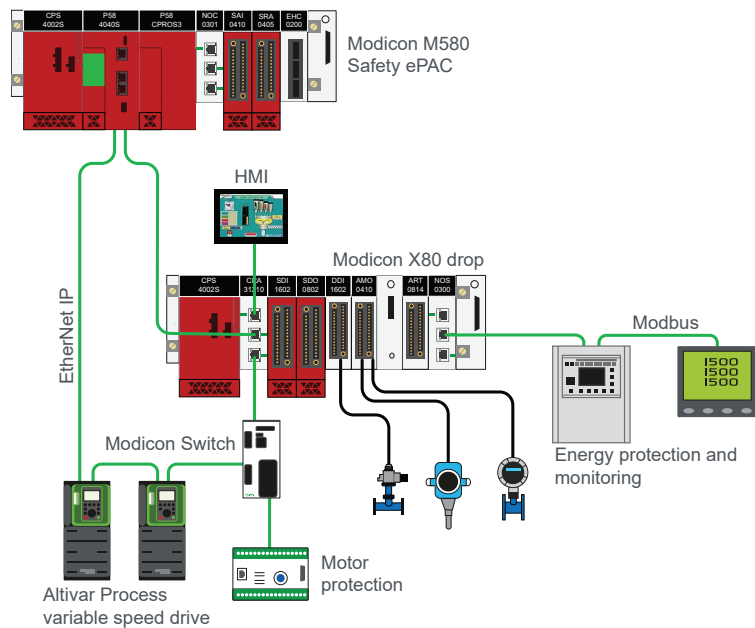 CPS P58 P58 NOC SAI SRA EHC
4002S 4040S CPROS3 0301 0410 0405 0200
Modicon M580
Safety ePAC
HMI
Modicon X80 drop
CPS CRA SDI SDO DDI AMO ART NOS
4002S 31210 1602 0802 1602 0410 0814 0300
EtherNet IP
Modbus
1500
1500
1500
Modicon Switch
Energy protection and
monitoring
Motor
protection
Altivar Process
variable speed drive